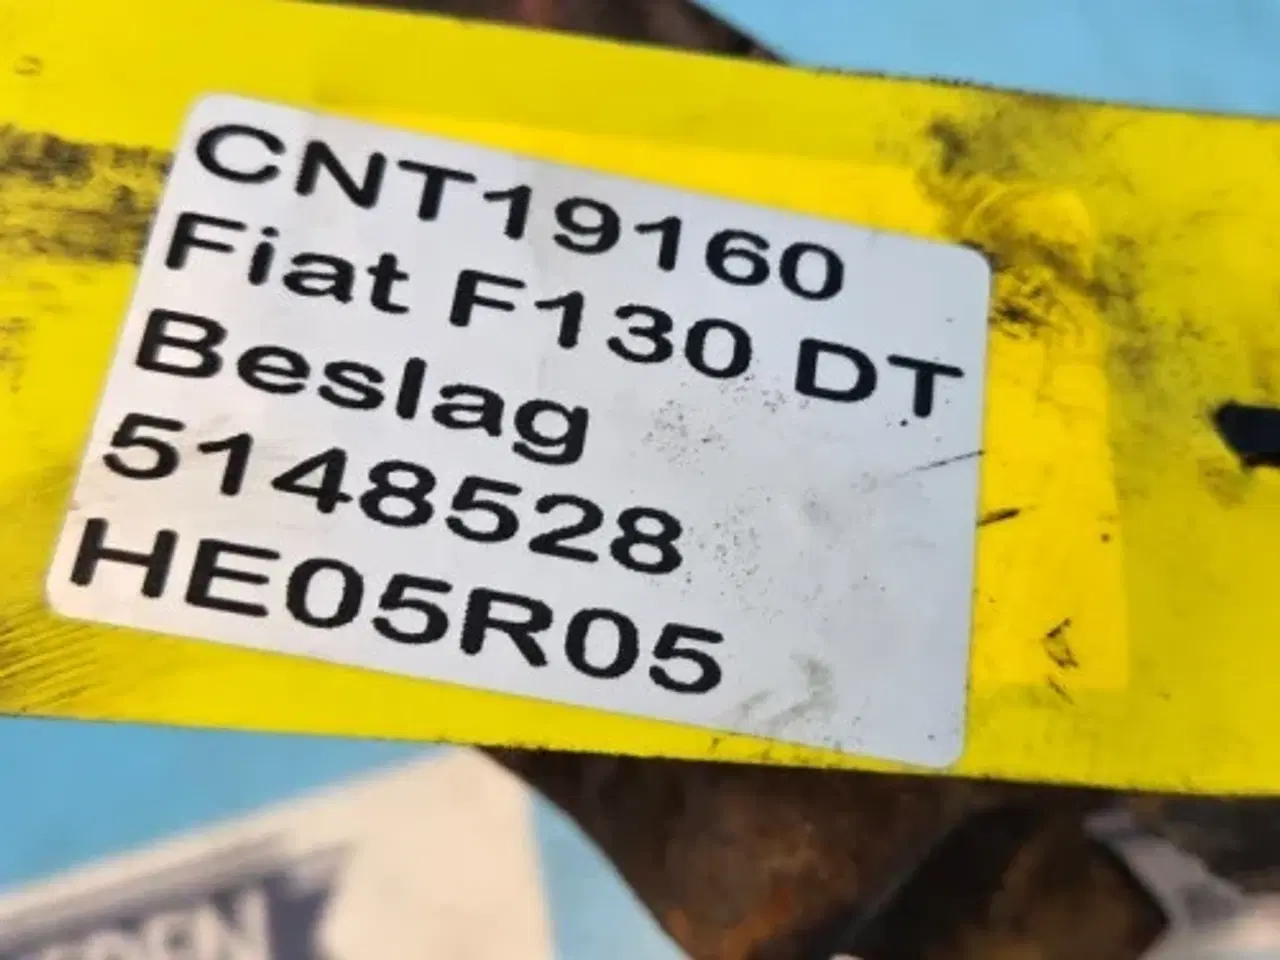 CNT19160
Fiat F130 DT
Beslag
5148528
HE05R05